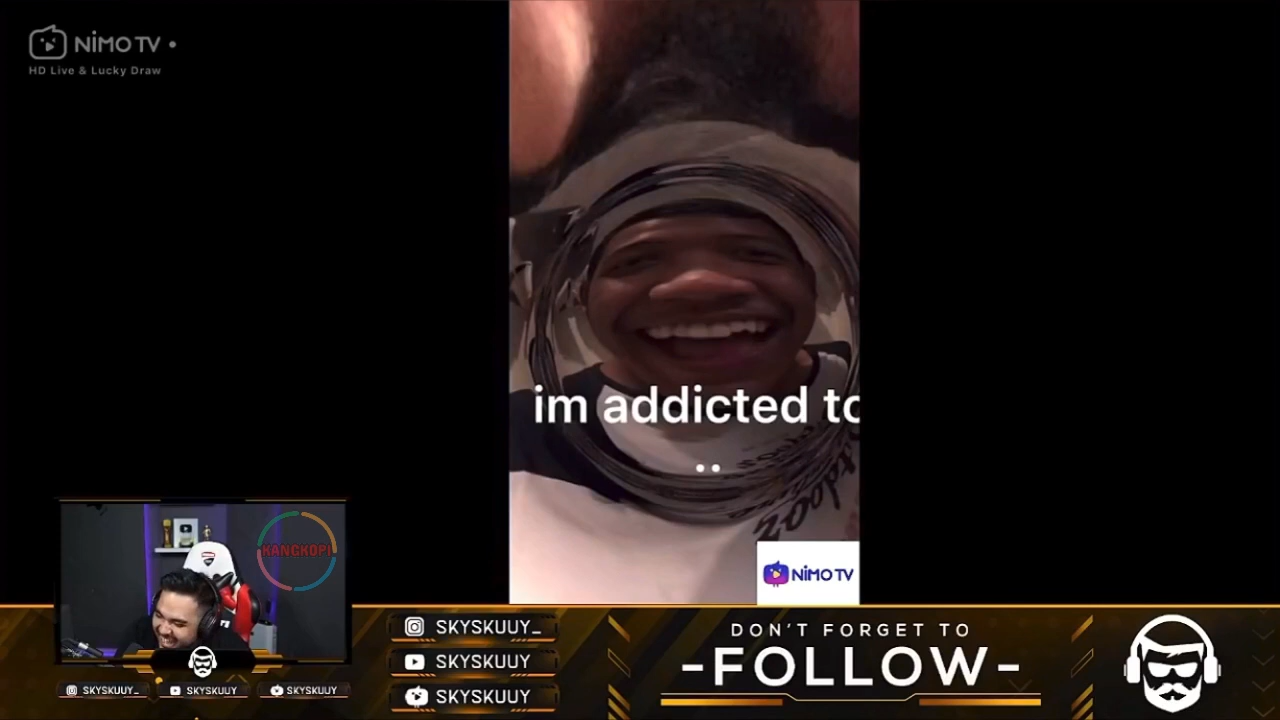 NIMO TV
HD Live & Lucky Draw
im addicted to
NIMO TV
KANGKOPI
SKYSKUUY_
SKYSKUUY
SKYSKUUY
SKYSKUUY_
SKYSKUUY
SKYSKUUY
DON'T FORGET TO
-FOLLOW-